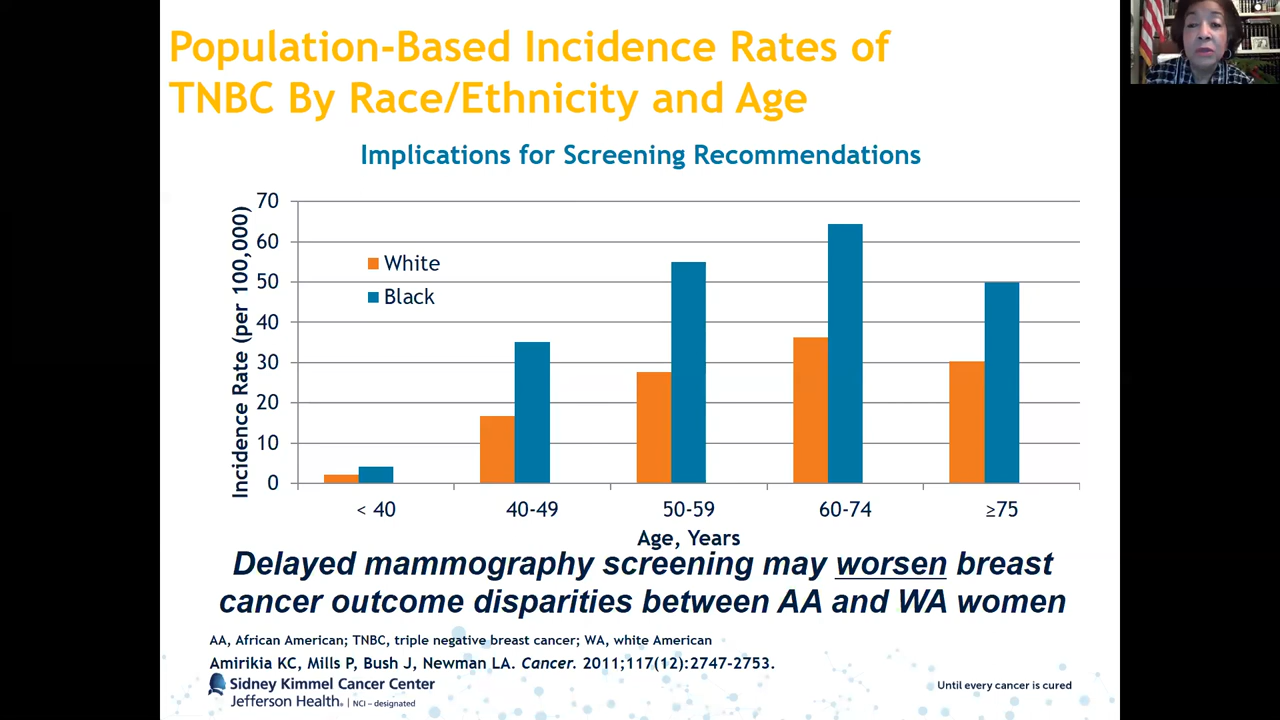 Population-Based Incidence Rates of
TNBC By Race/Ethnicity and Age
Implications for Screening Recommendations
Incidence Rate (per 100,000)
70
60
50
40
30
20
10
0
White
Black
< 40
40-49
50-59
60-74
≥75
Age, Years
Delayed mammography screening may worsen breast
cancer outcome disparities between AA and WA women
AA, African American; TNBC, triple negative breast cancer; WA, white American
Amirikia KC, Mills P, Bush J, Newman LA. Cancer. 2011;117(12):2747-2753.
Sidney Kimmel Cancer Center
Jefferson Health. | NCI – designated
Until every cancer is cured